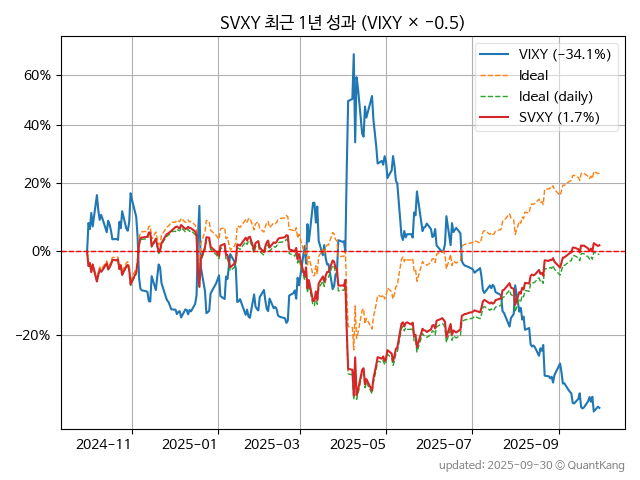 SVXY 최근 1년 성과 (VIXY × −0.5)
VIXY (−34.1%)
Ideal
Ideal (daily)
SVXY (1.7%)
60%
40%
20%
0%
−20%
2024−11
2025−01
2025−03
2025−05
2025−07
2025−09
updated: 2025-09-30 © QuantKang